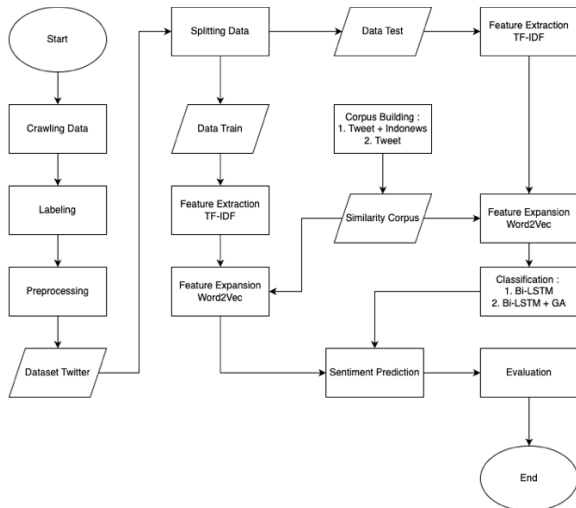 Start
Crawling Data
Labeling
Preprocessing
Dataset Twitter
Splitting Data
Data Train
Feature Extraction
TF-IDF
Feature Expansion
Word2Vec
Data Test
Corpus Building :
1. Tweet + Indonews
2. Tweet
Similarity Corpus
Feature Extraction
TF-IDF
Feature Expansion
Word2Vec
Classification :
1. Bi-LSTM
2. Bi-LSTM + GA
Sentiment Prediction
Evaluation
End